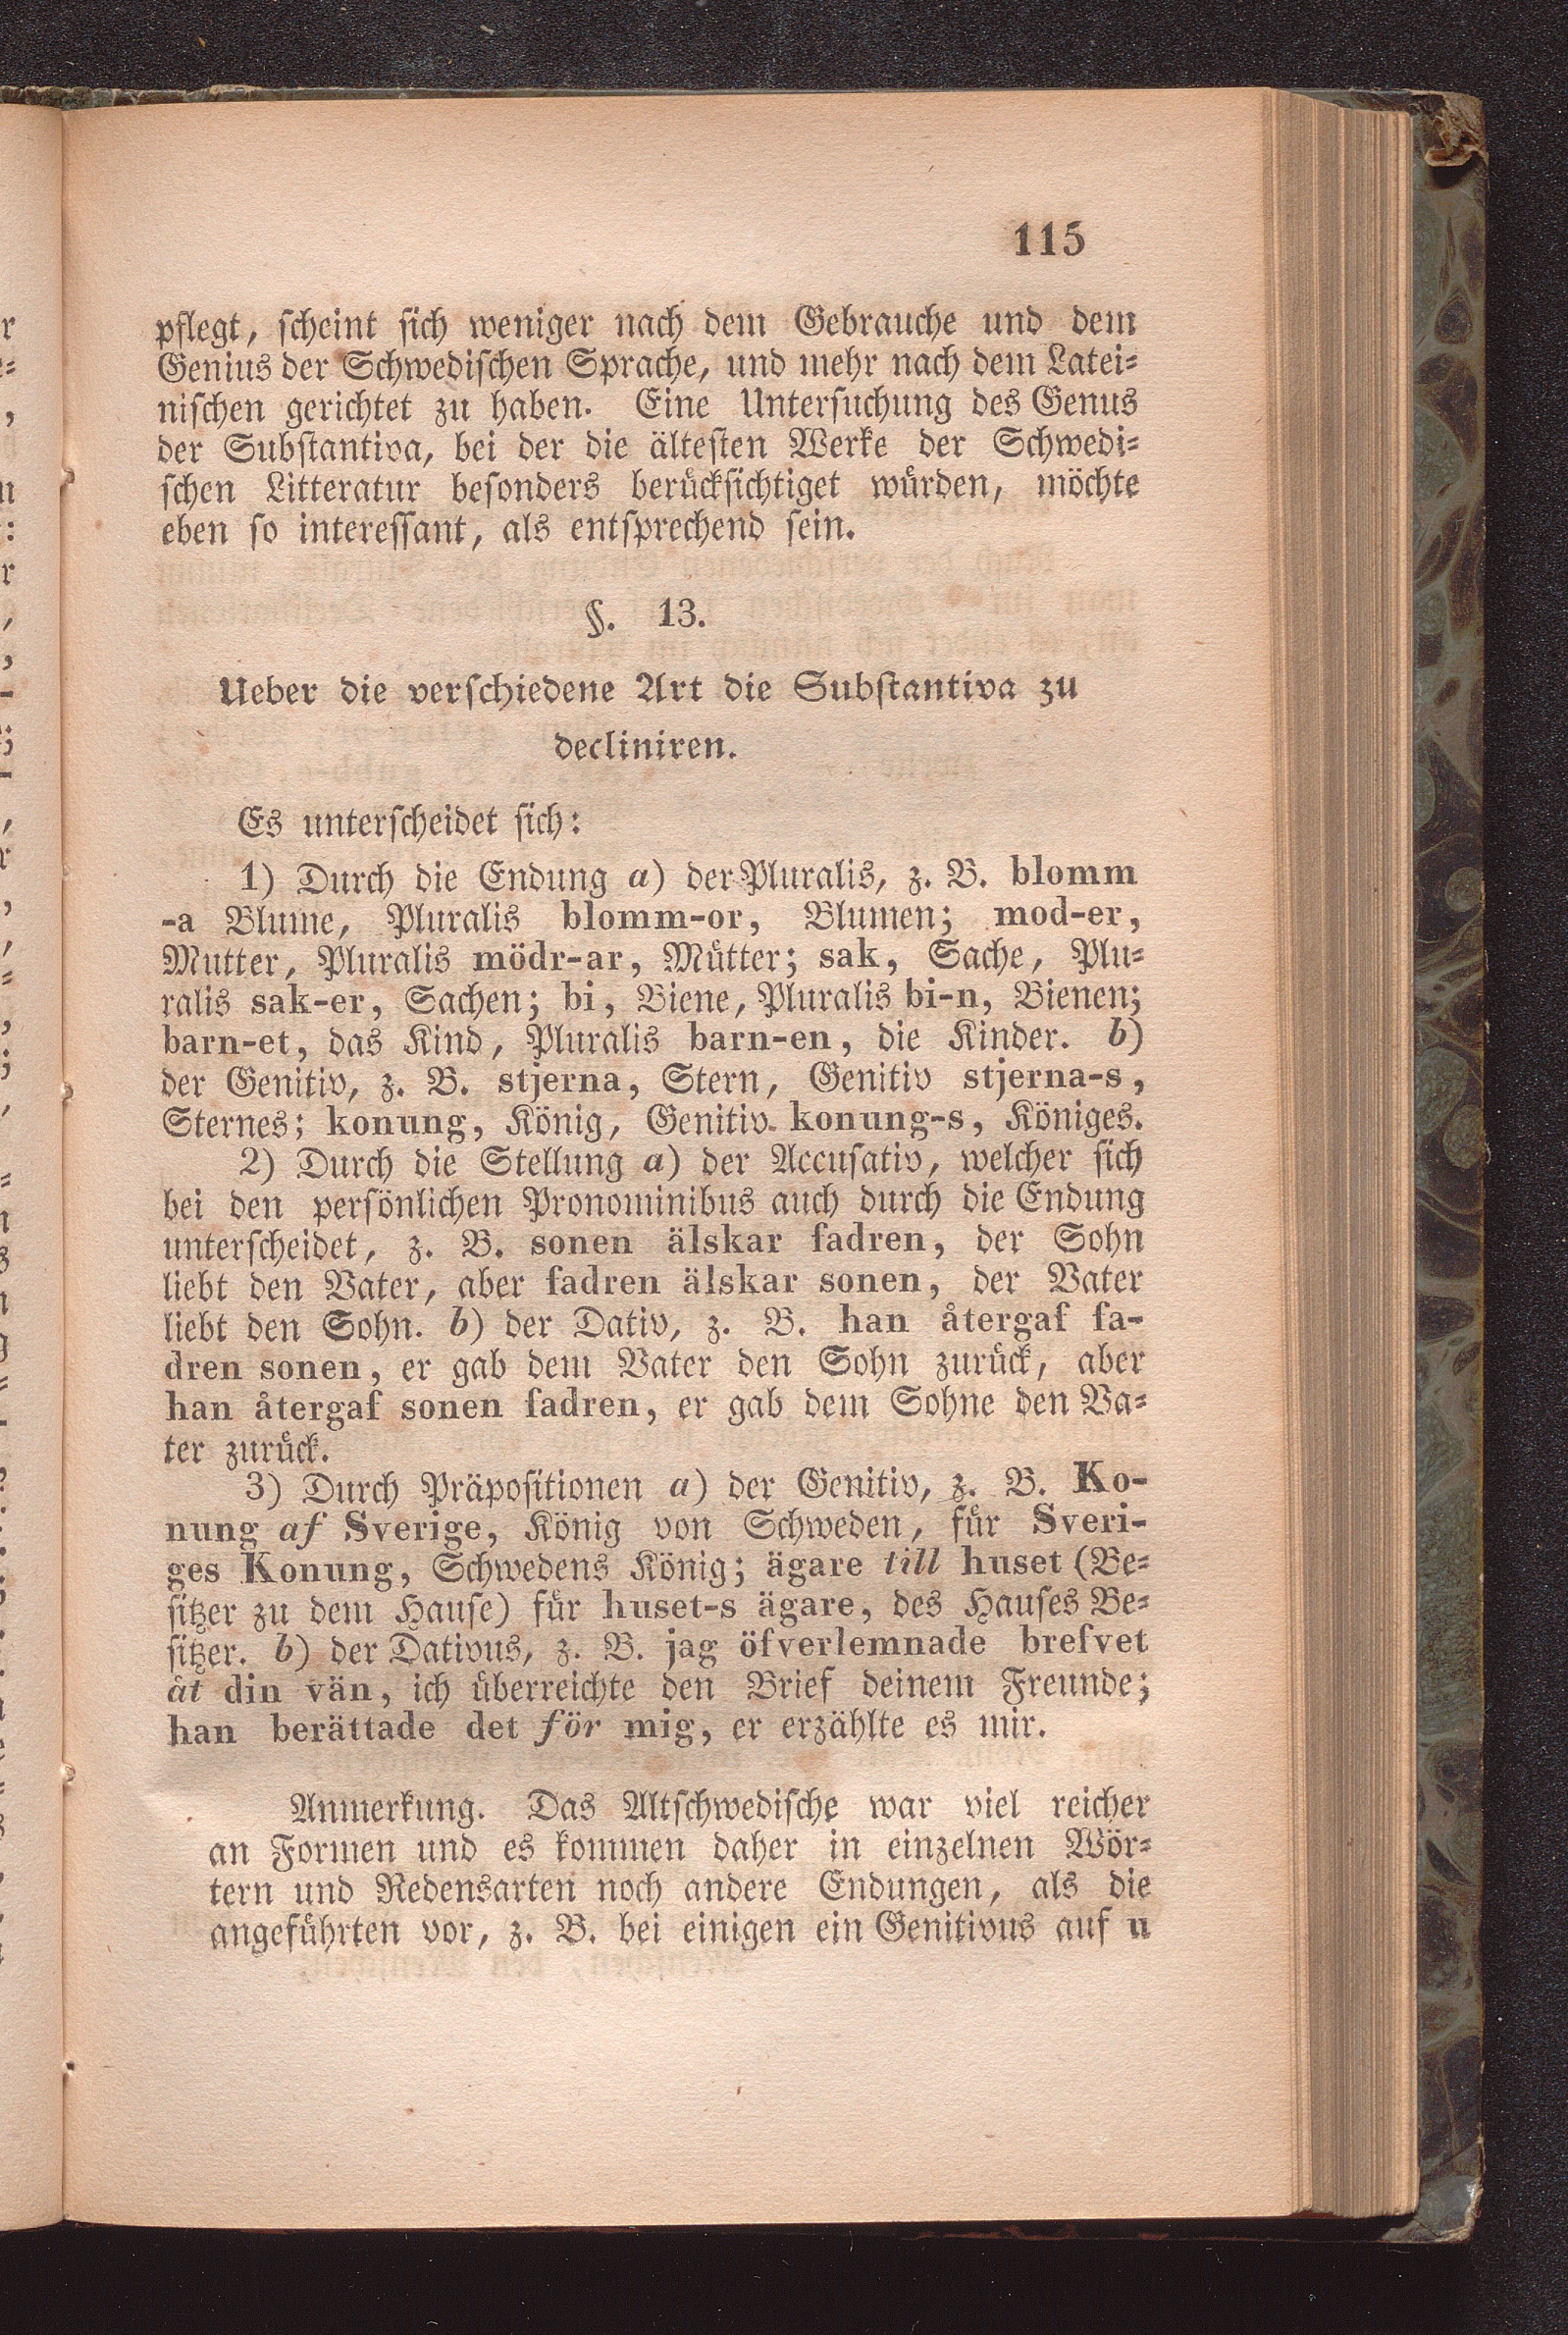 115
pflegt, scheint sich weniger nach dem Gebrauche und dem
Genius der Schwedischen Sprache, und mehr nach dem Latei-
nischen gerichtet zu haben. Eine Untersuchung des Genus
der Substantiva, bei der die ältesten Werke der Schwedi-
schen Litteratur besonders berücksichtiget würden, möchte
eben so interessant, als entsprechend sein.
§. 13.
Ueber die verschiedene Art die Substantiva zu
decliniren.
Es unterscheidet sich:
1) Durch die Endung a) der Pluralis, z. B. blomm
-a Blume, Pluralis blomm-or, Blumen; mod-er,
Mutter, Pluralis mödr-ar, Mütter; sak, Sache, Plu-
ralis sak-er, Sachen; bi, Biene, Pluralis bi-n, Bienen;
barn-et, das Kind, Pluralis barn-en, die Kinder. b)
der Genitiv, z. B. stjerna, Stern, Genitiv stjerna-s,
Sternes; konung, König, Genitiv konung-s, Königes.
2) Durch die Stellung a) der Accusativ, welcher sich
bei den persönlichen Pronominibus auch durch die Endung
unterscheidet, z. B. sonen älskar fadren, der Sohn
liebt den Vater, aber fadren älskar sonen, der Vater
liebt den Sohn. b) der Dativ, z. B. han återgaf fa-
dren sonen, er gab dem Vater den Sohn zurück, aber
han återgaf sonen fadren, er gab dem Sohne den Va-
ter zurück.
3) Durch Präpositionen a) der Genitiv, z. B. Ko-
nung af Sverige, König von Schweden, für Sveri-
ges Konung, Schwedens König; ägare till huset (Be-
sitzer zu dem Hause) für huset-s ägare, des Hauses Be-
sitzer. b) der Dativus, z. B. jag öfverlemnade brefvet
åt din vän, ich überreichte den Brief deinem Freunde;
han berättade det för mig, er erzählte es mir.
Anmerkung. Das Altschwedische war viel reicher
an Formen und es kommen daher in einzelnen Wör-
tern und Redensarten noch andere Endungen, als die
angeführten vor, z. B. bei einigen ein Genitivus auf u